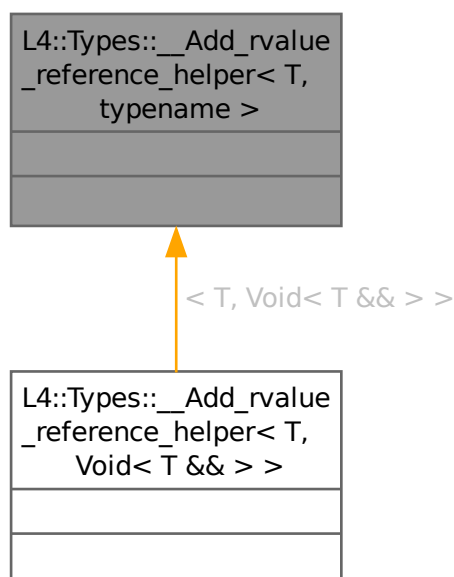 L4::Types::__Add_rvalue
_reference_helper< T,
typename >
< T, Void< T && > >
L4::Types::__Add_rvalue
_reference_helper< T,
Void< T && > >